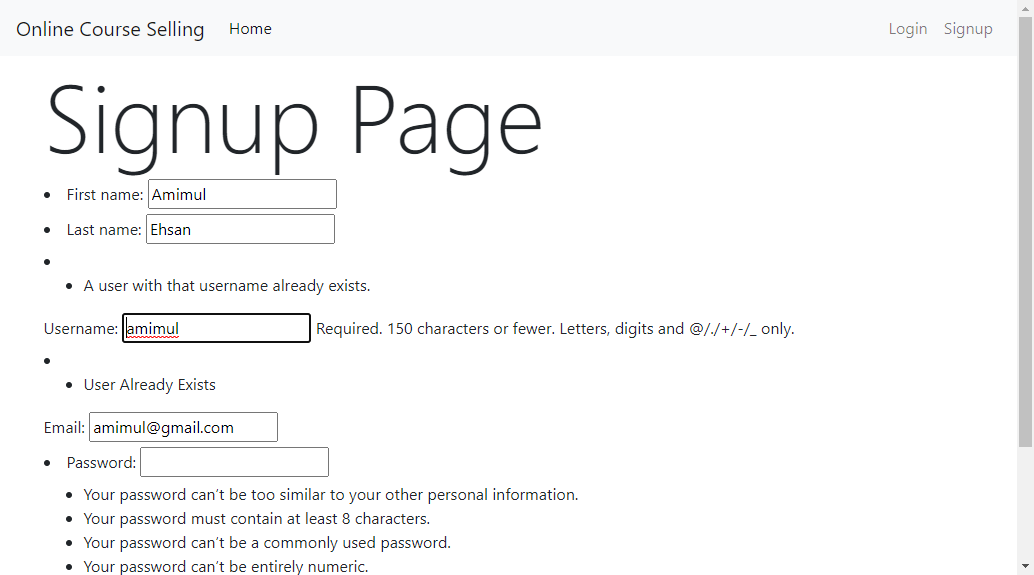 Online Course Selling Home Login Signup
Signup Page
First name: Amimul
Last name: Ehsan
A user with that username already exists.
Username: amimul Required. 150 characters or fewer. Letters, digits and @/./+/-/_ only.
User Already Exists
Email: amimul@gmail.com
Password:
Your password can’t be too similar to your other personal information.
Your password must contain at least 8 characters.
Your password can’t be a commonly used password.
Your password can’t be entirely numeric.